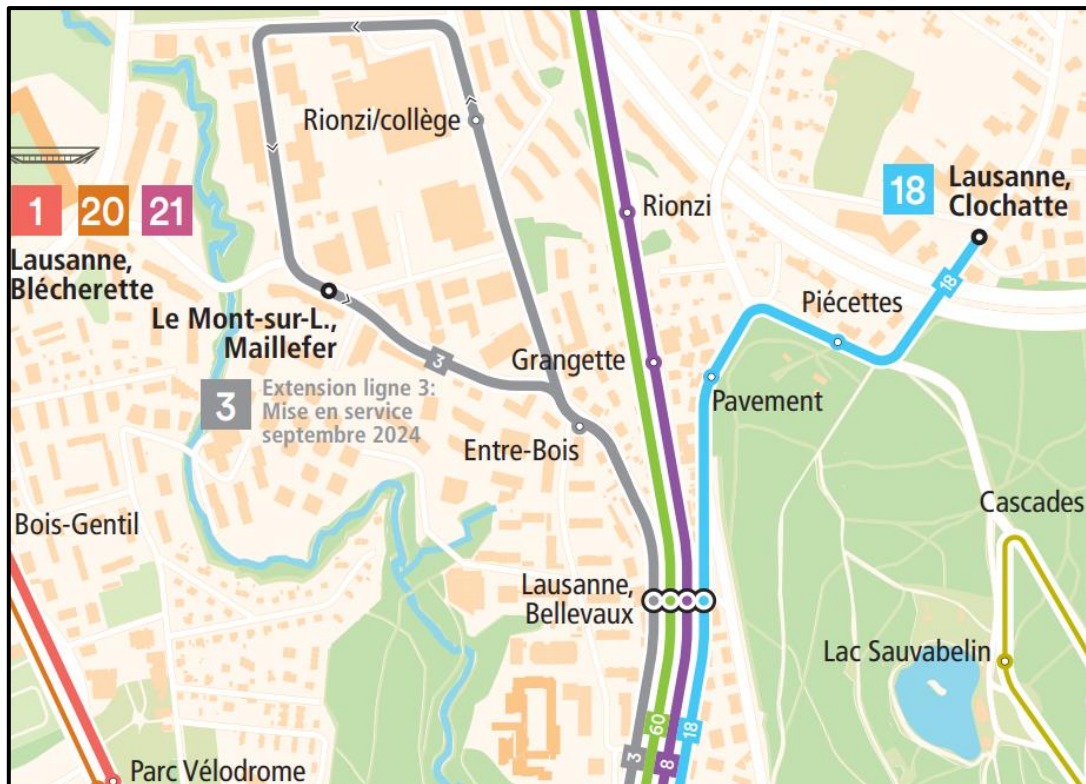 Rionzi/collège
1 20 21
Lausanne,
Blécherette
Rionzi
18
Lausanne,
Clochatte
18
Piécettes
Le Mont-sur-L.,
Maillefer
3
Grangette
Pavement
3
Extension ligne 3:
Mise en service
septembre 2024
Entre-Bois
Bois-Gentil
Cascades
Lausanne,
Bellevaux
Lac Sauvabelin
3
60
8
18
Parc Vélodrome